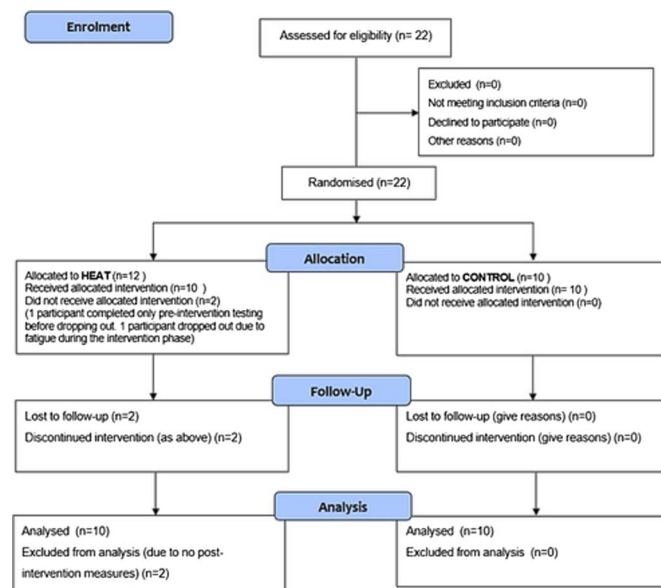 Enrolment
Assessed for eligibility (n= 22)
Excluded (n=0)
Not meeting inclusion criteria (n=0)
Declined to participate (n=0)
Other reasons (n=0)
Randomised (n=22)
Allocation
Allocated to HEAT (n=12 )
Received allocated intervention (n=10 )
Did not receive allocated intervention (n=2)
(1 participant completed only pre-intervention testing
before dropping out. 1 participant dropped out due to
fatigue during the intervention phase)
Allocated to CONTROL (n=10 )
Received allocated intervention (n= 10 )
Did not receive allocated intervention (n=0)
Follow-Up
Lost to follow-up (n=2)
Discontinued intervention (as above) (n=2)
Lost to follow-up (give reasons) (n=0)
Discontinued intervention (give reasons) (n=0)
Analysis
Analysed (n=10)
Excluded from analysis (due to no post-
intervention measures) (n=2)
Analysed (n=10)
Excluded from analysis (n=0)